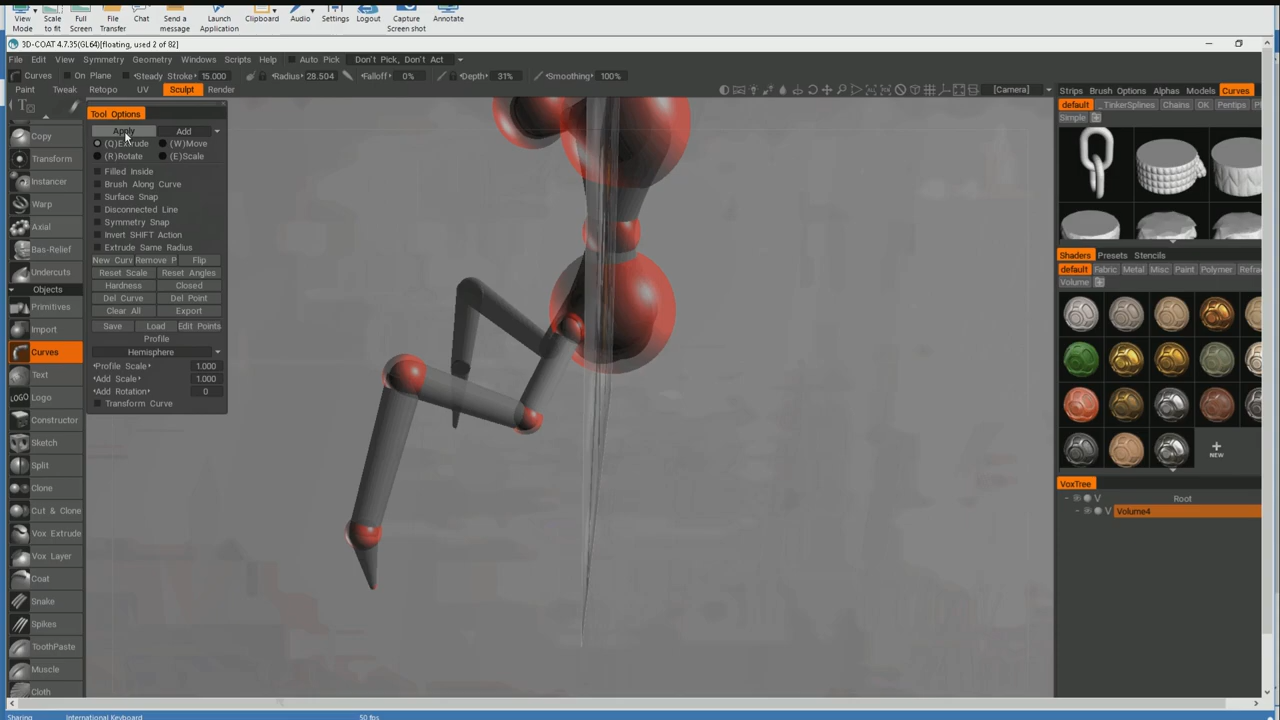 View Mode
Scale to fit
Full Screen
File Transfer
Chat
Send a message
Launch Application
Clipboard
Audio
Settings
Logout
Capture Screen shot
Annotate
3D-COAT 4.7.35(GL64)[floating, used 2 of 82]
File Edit View Symmetry Geometry Windows Scripts Help Auto Pick Don't Pick, Don't Act
Curves On Plane Steady Stroke 15.000 Radius 28.504 Falloff 0% Depth 31% Smoothing 100%
Paint Tweak Retopo UV Sculpt Render [Camera]
Strips Brush Options Alphas Models Curves
default _TinkerSplines Chains OK Pentips
Simple
Tool Options
Apply Add
(Q)Extrude (W)Move
(R)Rotate (E)Scale
Filled Inside
Brush Along Curve
Surface Snap
Disconnected Line
Symmetry Snap
Invert SHIFT Action
Extrude Same Radius
New Curv Remove P Flip
Reset Scale Reset Angles
Hardness Closed
Del Curve Del Point
Clear All Export
Save Load Edit Points
Profile
Hemisphere
Profile Scale 1.000
Add Scale 1.000
Add Rotation 0
Transform Curve
Copy
Transform
Instancer
Warp
Axial
Bas-Relief
Undercuts
Objects
Primitives
Import
Curves
Text
LOGO Logo
Constructor
Sketch
Split
Clone
Cut & Clone
Vox Extrude
Vox Layer
Coat
Snake
Spikes
ToothPaste
Muscle
Cloth
Shaders Presets Stencils
default Fabric Metal Misc Paint Polymer Refra
Volume
NEW
VoxTree
V Root
V Volume4
Sharing International Keyboard 50 fps